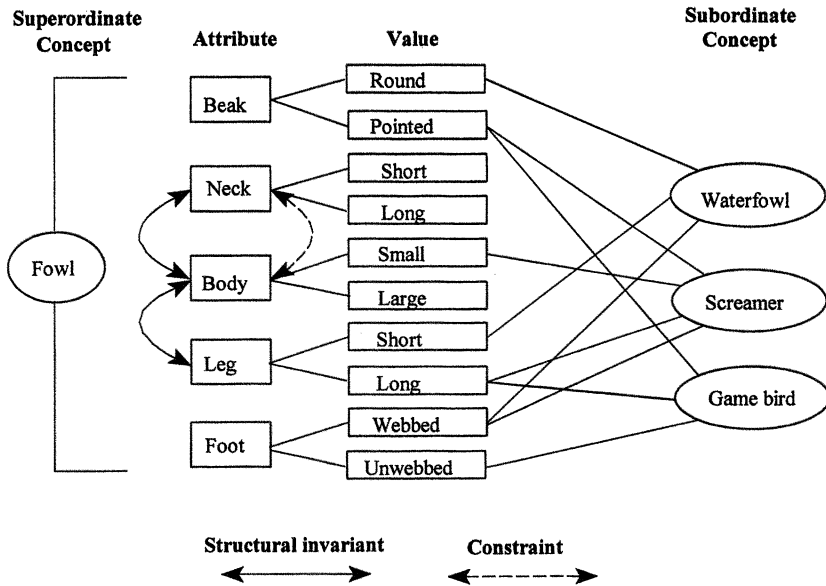 Superordinate
Concept
Attribute
Value
Subordinate
Concept
Fowl
Beak
Neck
Body
Leg
Foot
Round
Pointed
Short
Long
Small
Large
Short
Long
Webbed
Unwebbed
Waterfowl
Screamer
Game bird
Structural invariant
Constraint